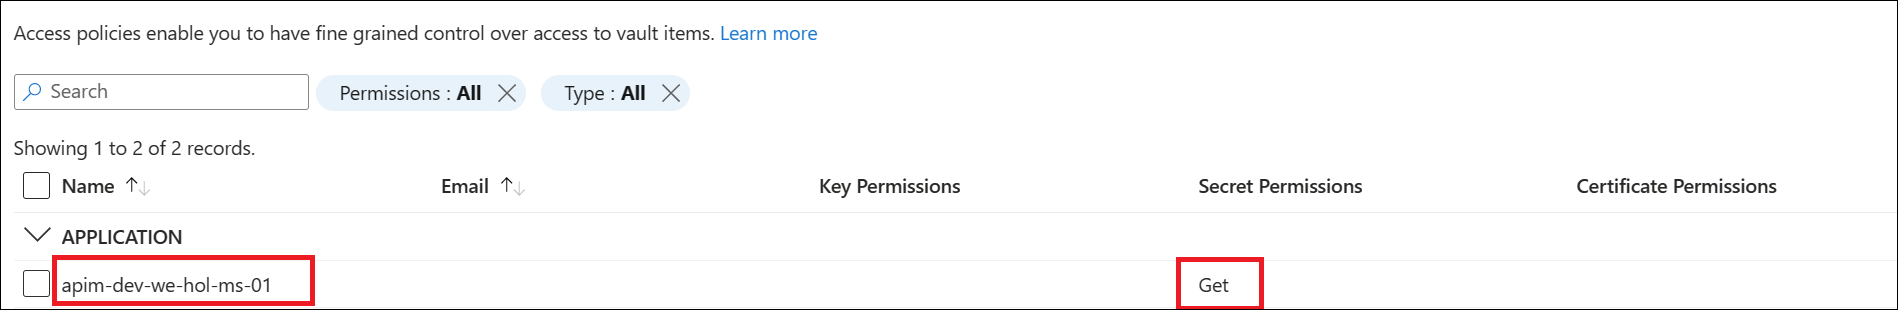 Access policies enable you to have fine grained control over access to vault items. Learn more
Search
Permissions : All
Type : All
Showing 1 to 2 of 2 records.
Name Email Key Permissions Secret Permissions Certificate Permissions
APPLICATION
apim-dev-we-hol-ms-01 Get